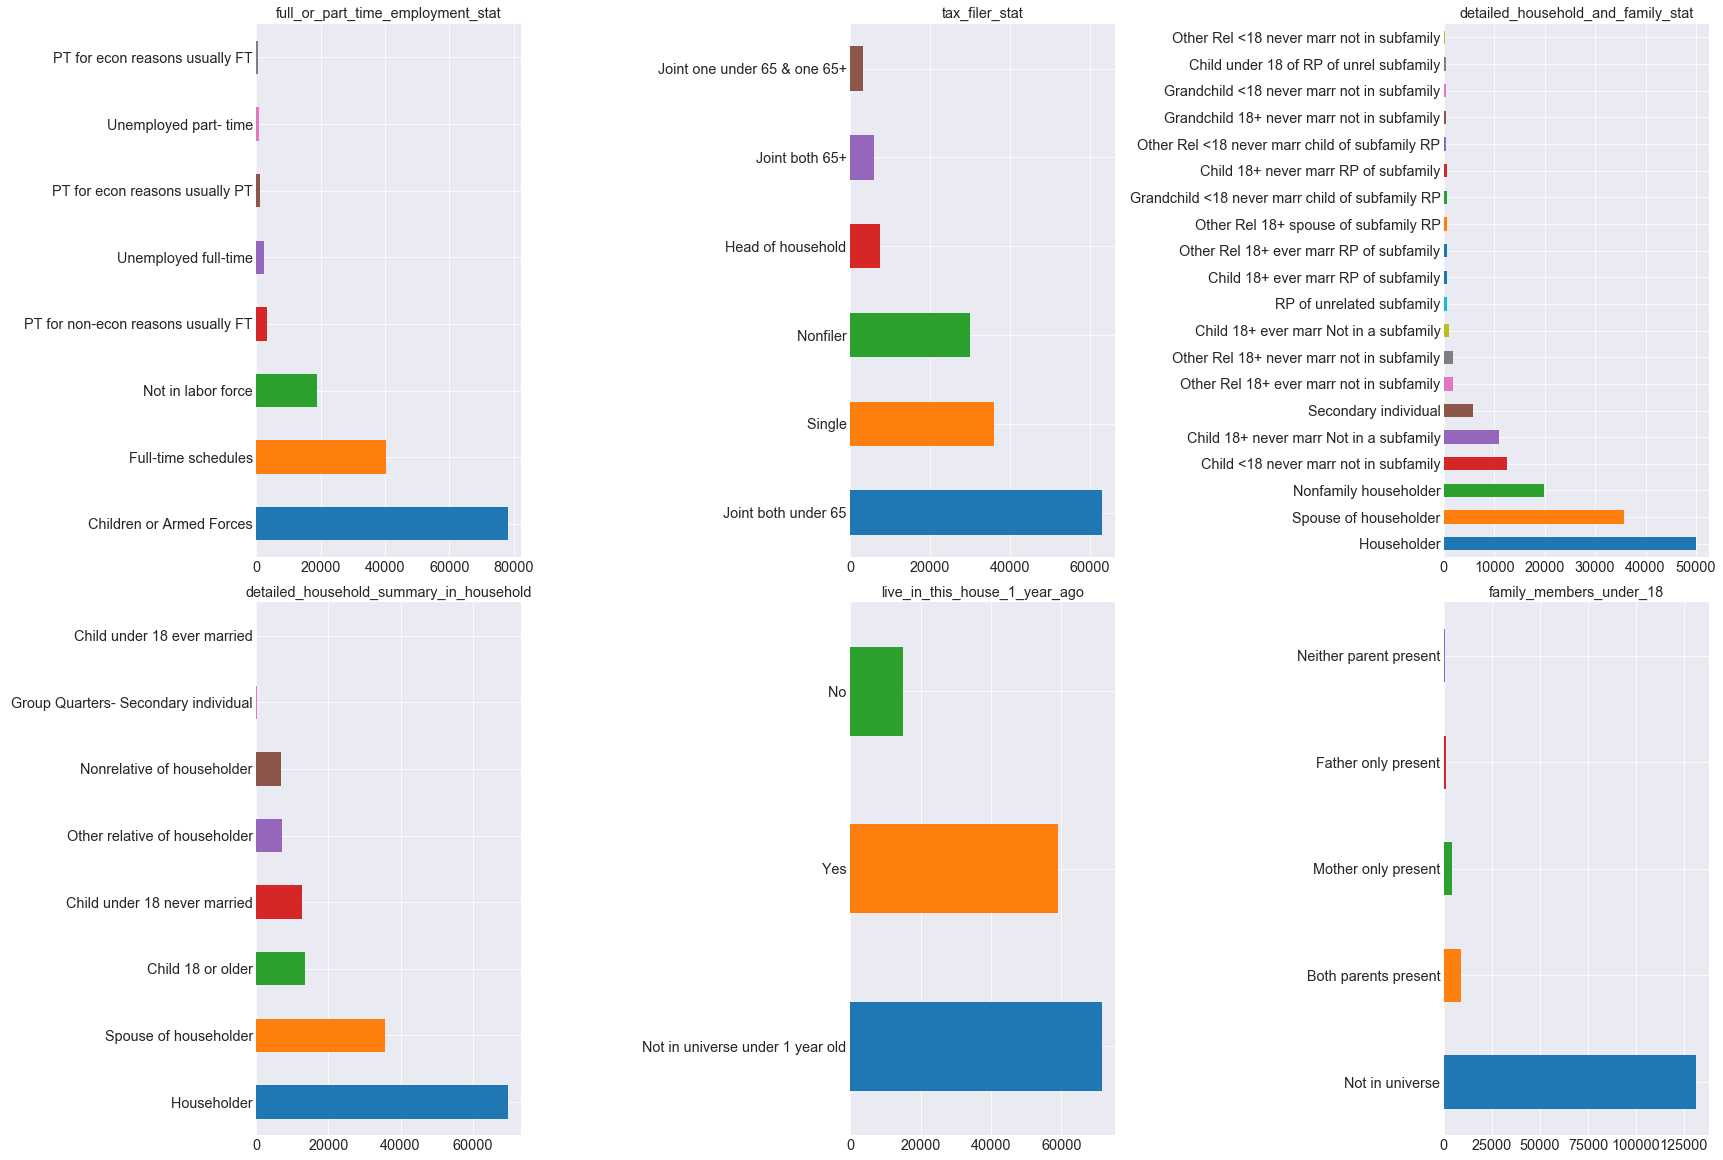 full_or_part_time_employment_stat
PT for econ reasons usually FT
Unemployed part- time
PT for econ reasons usually PT
Unemployed full-time
PT for non-econ reasons usually FT
Not in labor force
Full-time schedules
Children or Armed Forces
0 20000 40000 60000 80000
tax_filer_stat
Joint one under 65 & one 65+
Joint both 65+
Head of household
Nonfiler
Single
Joint both under 65
0 20000 40000 60000
detailed_household_and_family_stat
Other Rel <18 never marr not in subfamily
Child under 18 of RP of unrel subfamily
Grandchild <18 never marr not in subfamily
Grandchild 18+ never marr not in subfamily
Other Rel <18 never marr child of subfamily RP
Child 18+ never marr RP of subfamily
Grandchild <18 never marr child of subfamily RP
Other Rel 18+ spouse of subfamily RP
Other Rel 18+ ever marr RP of subfamily
Child 18+ ever marr RP of subfamily
RP of unrelated subfamily
Child 18+ ever marr Not in a subfamily
Other Rel 18+ never marr not in subfamily
Other Rel 18+ ever marr not in subfamily
Secondary individual
Child 18+ never marr Not in a subfamily
Child <18 never marr not in subfamily
Nonfamily householder
Spouse of householder
Householder
0 10000 20000 30000 40000 50000
detailed_household_summary_in_household
Child under 18 ever married
Group Quarters- Secondary individual
Nonrelative of householder
Other relative of householder
Child under 18 never married
Child 18 or older
Spouse of householder
Householder
0 20000 40000 60000
live_in_this_house_1_year_ago
No
Yes
Not in universe under 1 year old
0 20000 40000 60000
family_members_under_18
Neither parent present
Father only present
Mother only present
Both parents present
Not in universe
0 25000 50000 75000 100000 125000